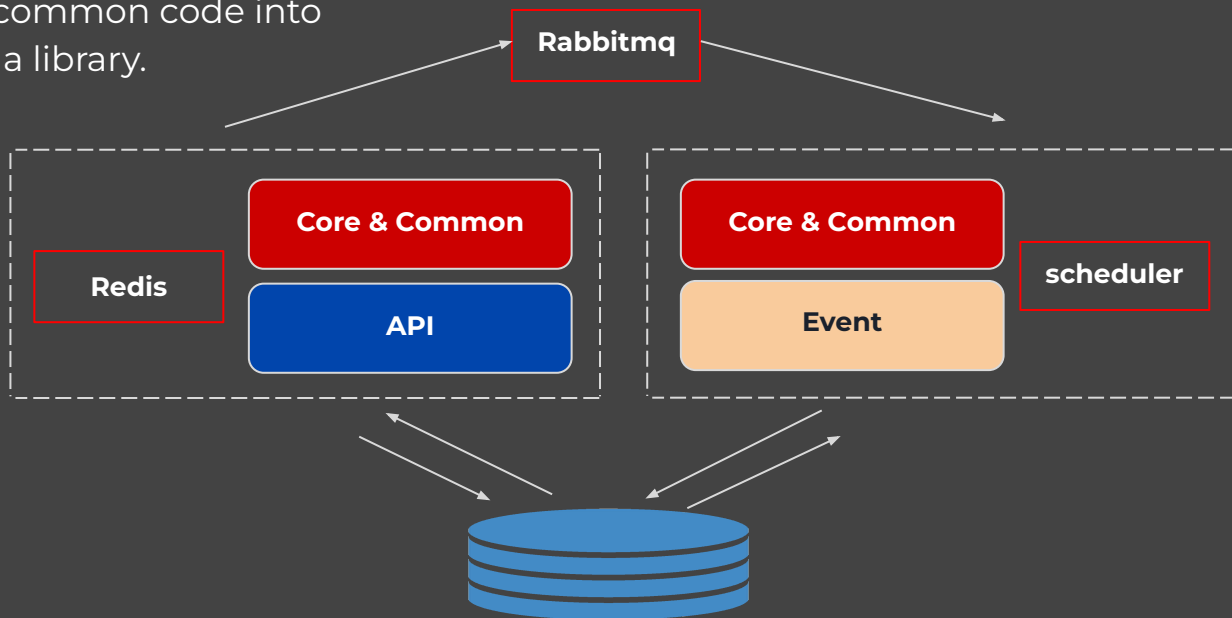 common code into
a library.
Rabbitmq
Core & Common
Core & Common
Redis
scheduler
API
Event